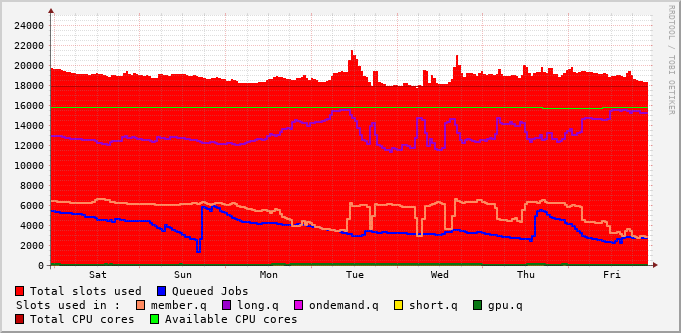 RRDTOOL / TOBI OETIKER
24000
22000
20000
18000
16000
14000
12000
10000
8000
6000
4000
2000
0
Sat Sun Mon Tue Wed Thu Fri
Total slots used Queued Jobs
Slots used in : member.q long.q ondemand.q short.q gpu.q
Total CPU cores Available CPU cores